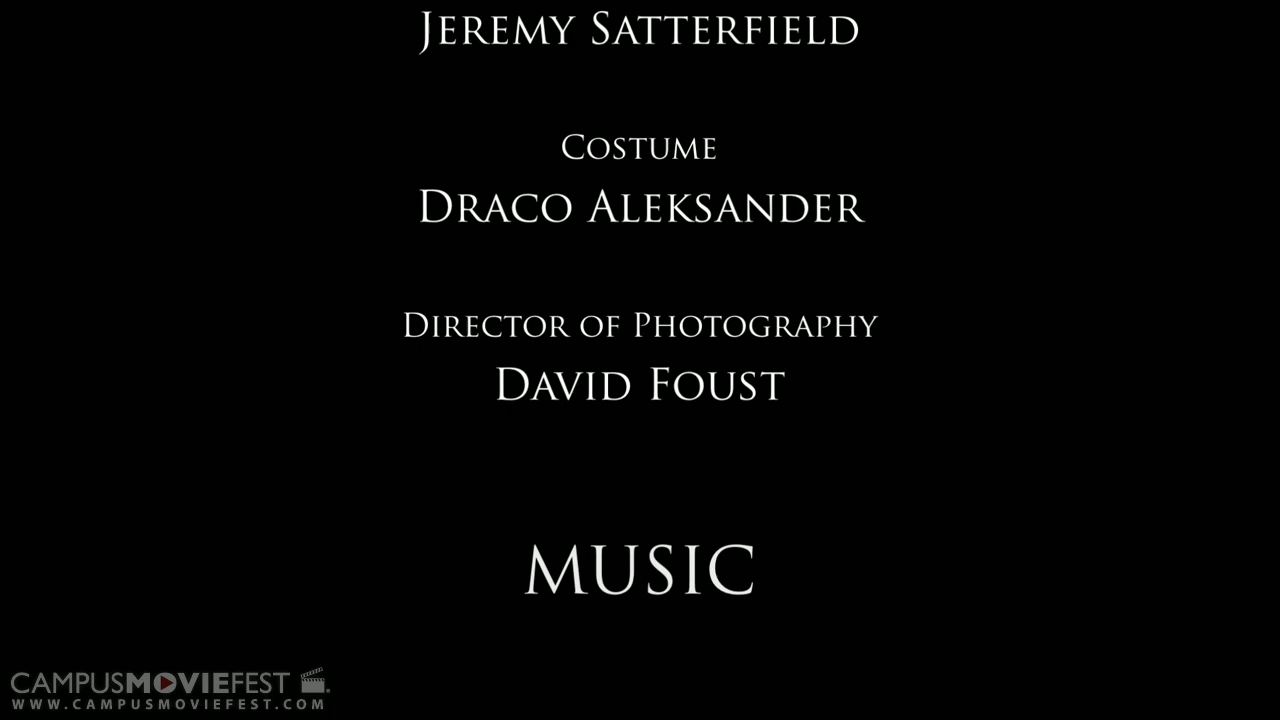 Jeremy Satterfield
Costume
Draco Aleksander
Director of Photography
David Foust
MUSIC
CAMPUSMOVIEFEST
WWW.CAMPUSMOVIEFEST.COM